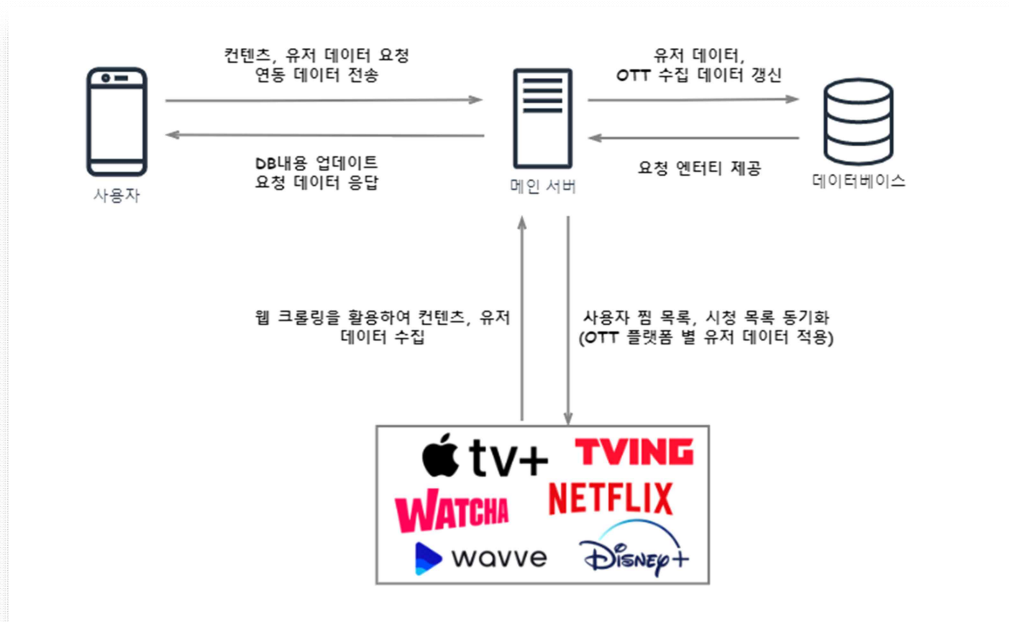 컨텐츠, 유저 데이터 요청
연동 데이터 전송
유저 데이터,
OTT 수집 데이터 갱신
DB내용 업데이트
요청 데이터 응답
요청 엔터티 제공
사용자
메인 서버
데이터베이스
웹 크롤링을 활용하여 컨텐츠, 유저
데이터 수집
사용자 찜 목록, 시청 목록 동기화
(OTT 플랫폼 별 유저 데이터 적용)
tv+
TVING
WATCHA
NETFLIX
wavve
Disney+